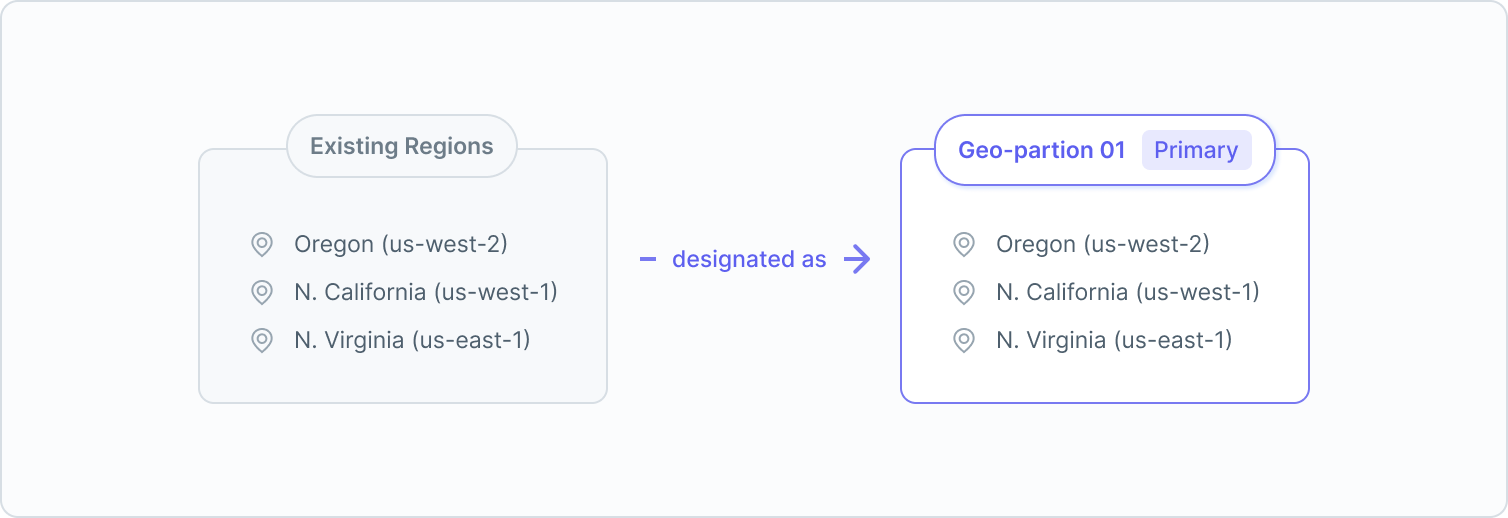 Existing Regions
Oregon (us-west-2)
N. California (us-west-1)
N. Virginia (us-east-1)
designated as
Geo-partion 01 Primary
Oregon (us-west-2)
N. California (us-west-1)
N. Virginia (us-east-1)